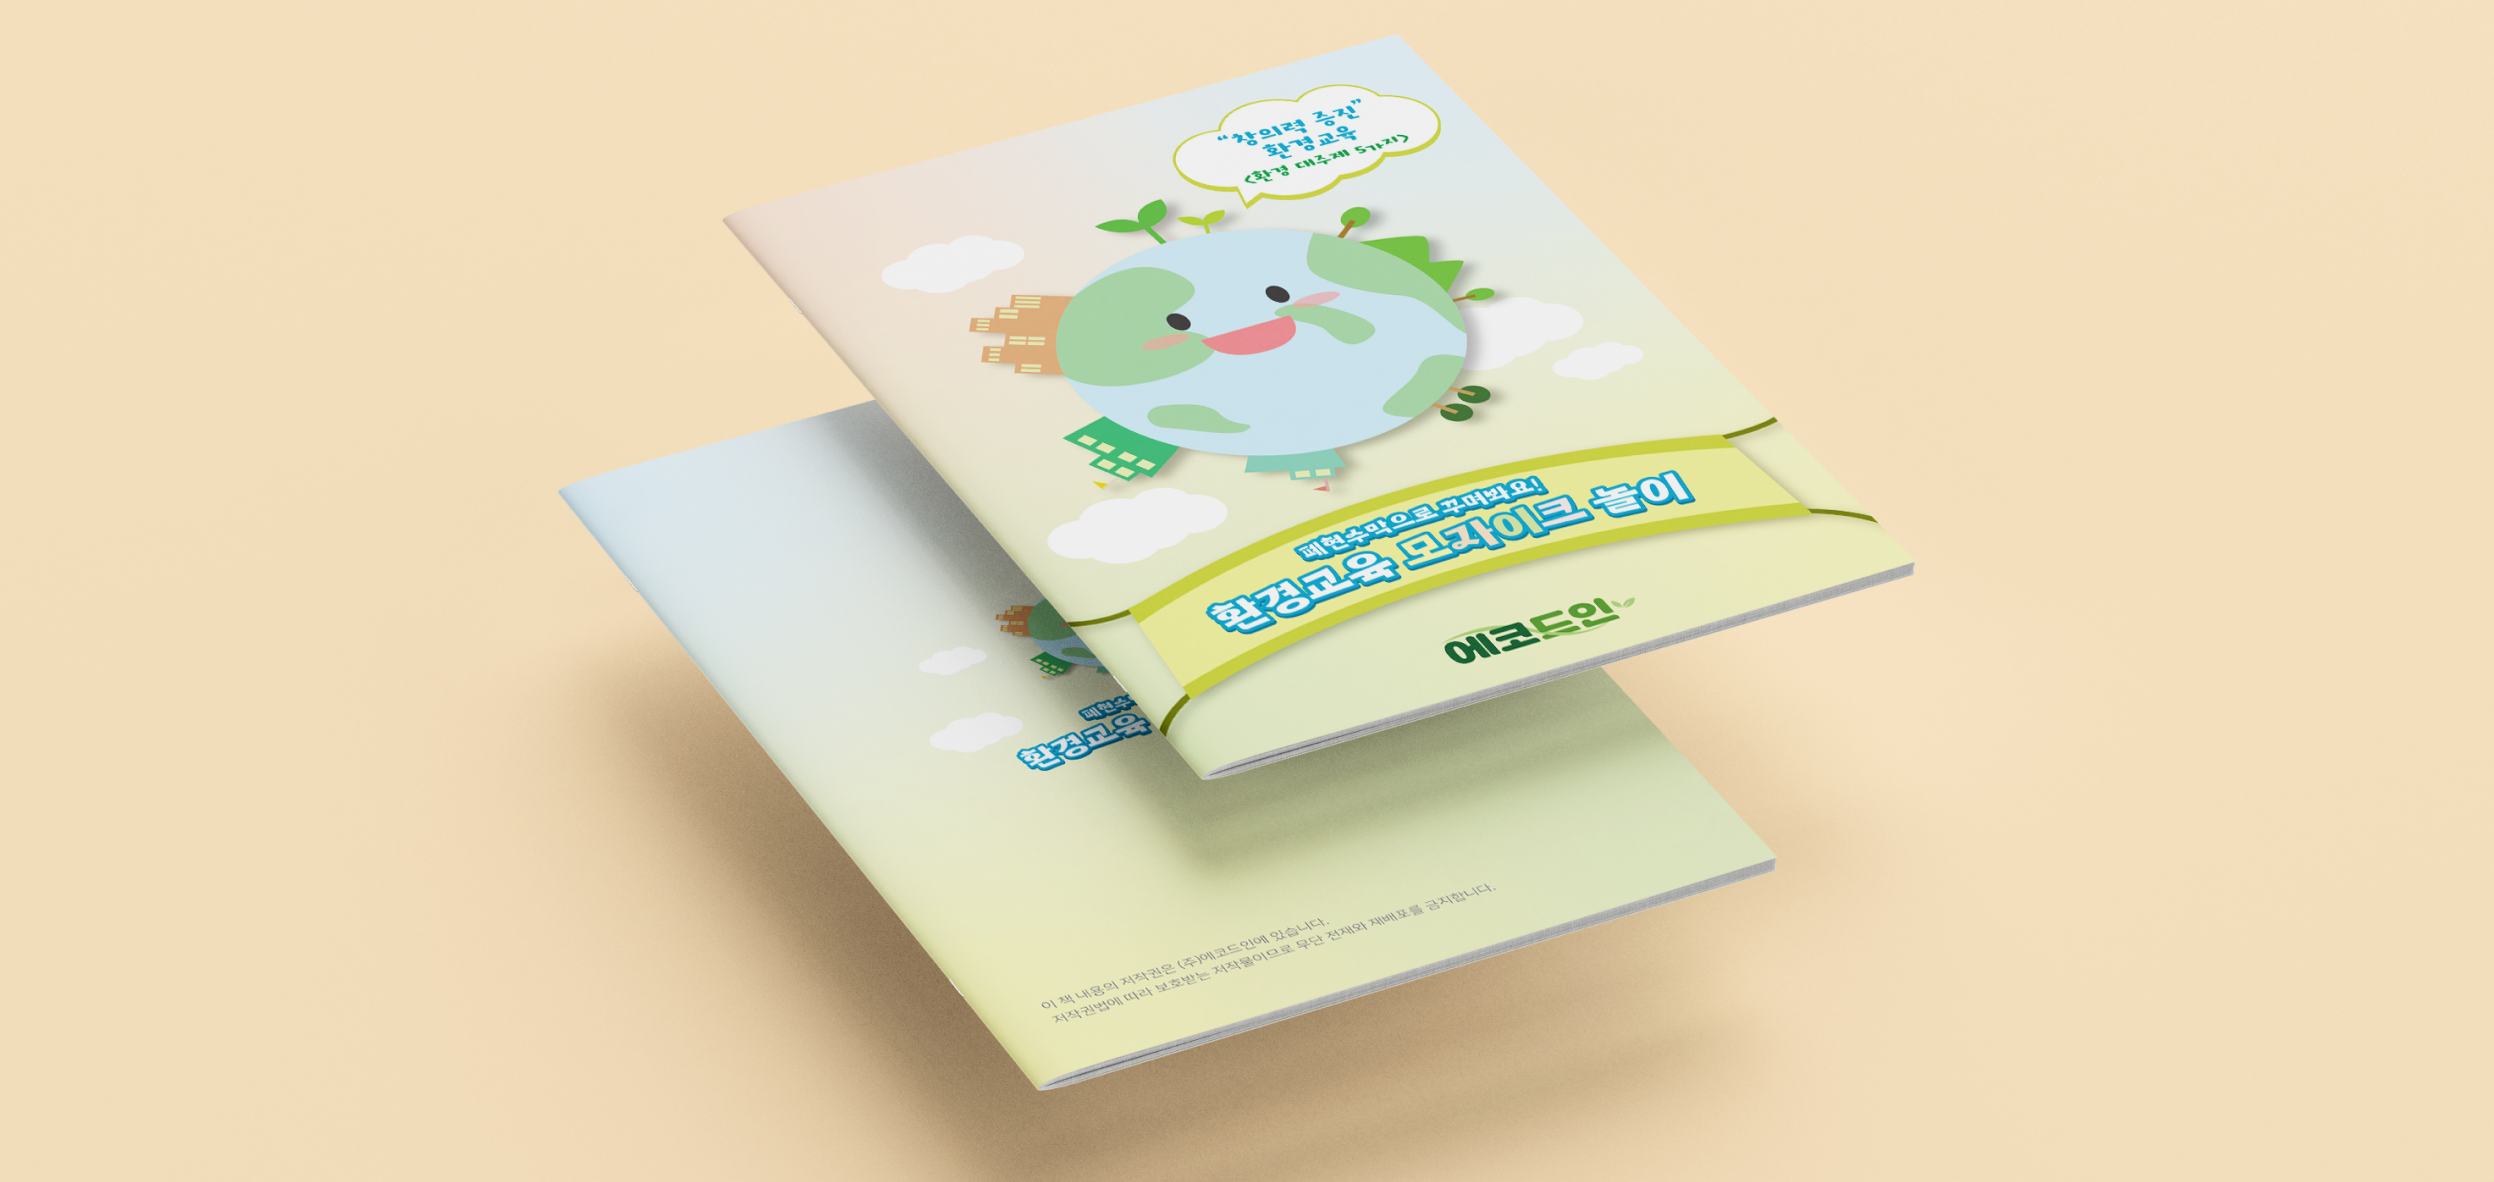 “창의력 증진”
환경교육
<환경 대주제 5가지>
폐현수막으로 꾸며봐요!
환경교육 모자이크 놀이
에코드인
폐현수
환경교육
이 책 내용의 저작권은 (주)에코드인에 있습니다.
저작권법에 따라 보호받는 저작물이므로 무단 전재와 재배포를 금지합니다.